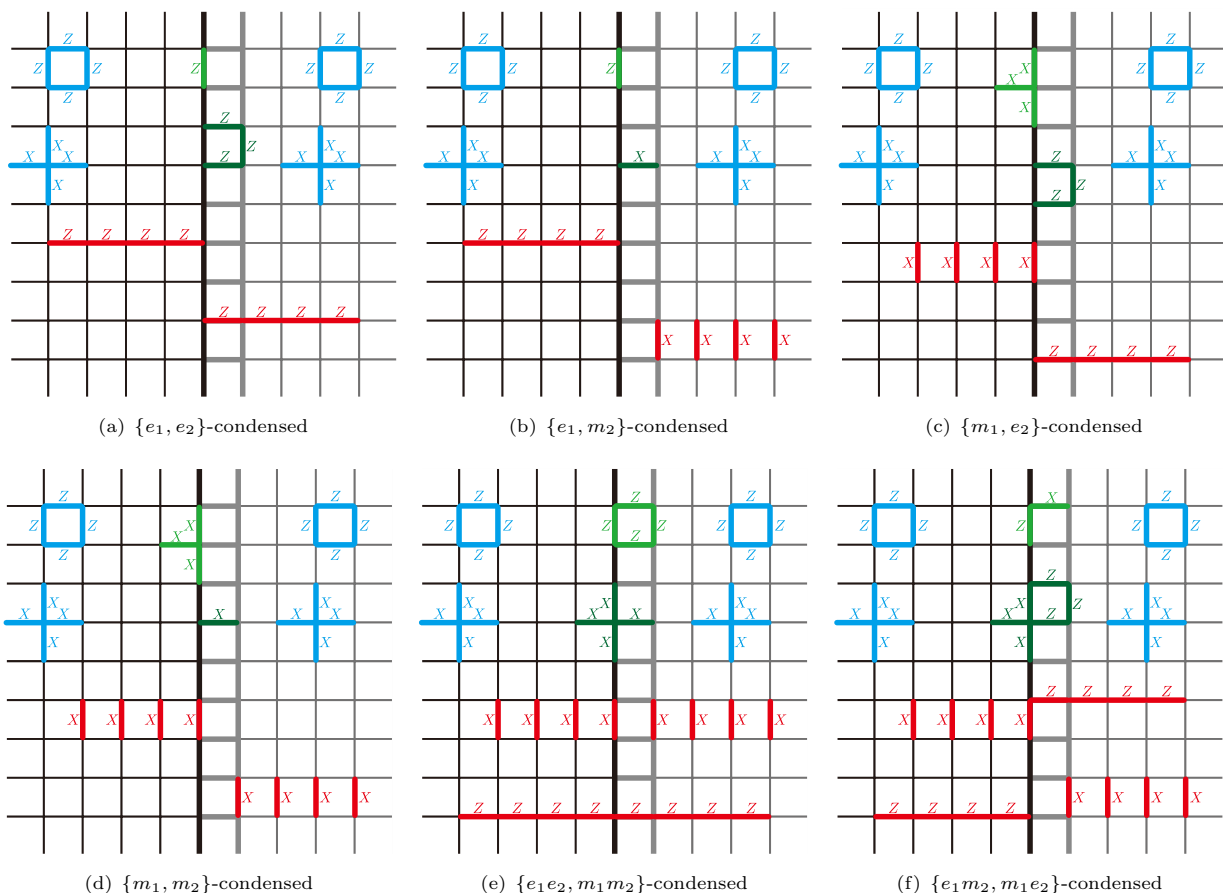 Z Z
Z Z Z Z Z
Z Z
Z
X Z X
X X Z X X
X X
Z Z Z Z
Z Z Z Z
(a) {e₁, e₂}-condensed
Z Z
Z Z Z Z Z
Z Z
X X
X X X X X
X X
Z Z Z Z
X X X X
(b) {e₁, m₂}-condensed
Z Z
Z Z X Z Z
X
Z X Z
X X
X X Z X X
X Z Z X
X X X X
Z Z Z Z
(c) {m₁, e₂}-condensed
Z Z
Z Z X Z Z
X
Z X Z
X X
X X X X X
X X
X X X X
X X X X
(d) {m₁, m₂}-condensed
Z Z Z
Z Z Z Z Z Z
Z Z Z
X X X
X X X X X X
X X X
X X X X X X X X
Z Z Z Z Z Z Z Z
(e) {e₁e₂, m₁m₂}-condensed
Z X Z
Z Z Z Z Z
Z Z
Z
X X Z X
X X X Z X X
X X X
Z Z Z Z
X X X X
X X X X
Z Z Z Z
(f) {e₁m₂, m₁e₂}-condensed